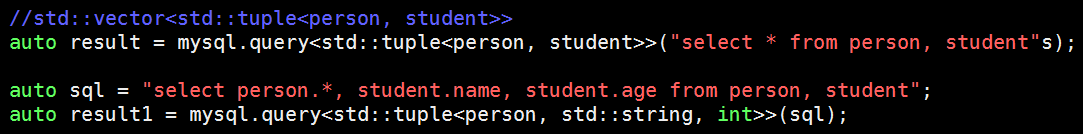 //std::vector<std::tuple<person, student>>
auto result = mysql.query<std::tuple<person, student>>("select * from person, student"s);
auto sql = "select person.*, student.name, student.age from person, student";
auto result1 = mysql.query<std::tuple<person, std::string, int>>(sql);